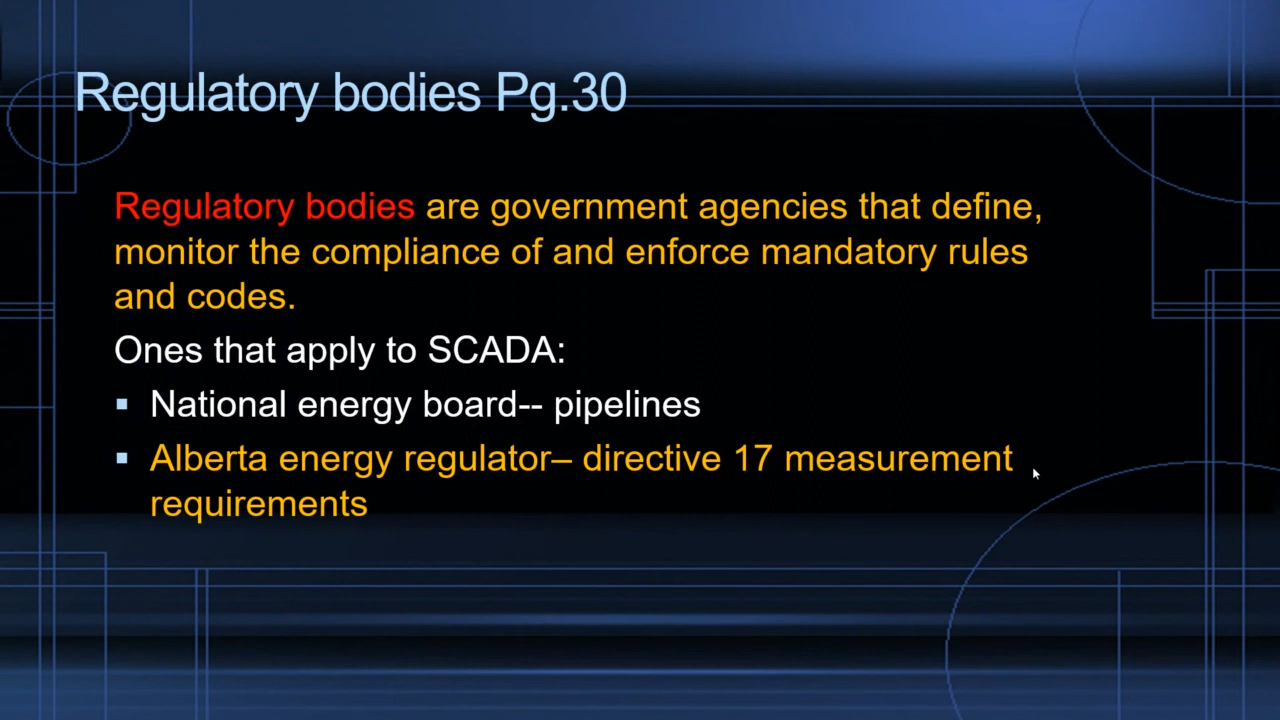 Regulatory bodies Pg.30
Regulatory bodies are government agencies that define,
monitor the compliance of and enforce mandatory rules
and codes.
Ones that apply to SCADA:
▪ National energy board-- pipelines
▪ Alberta energy regulator– directive 17 measurement
requirements